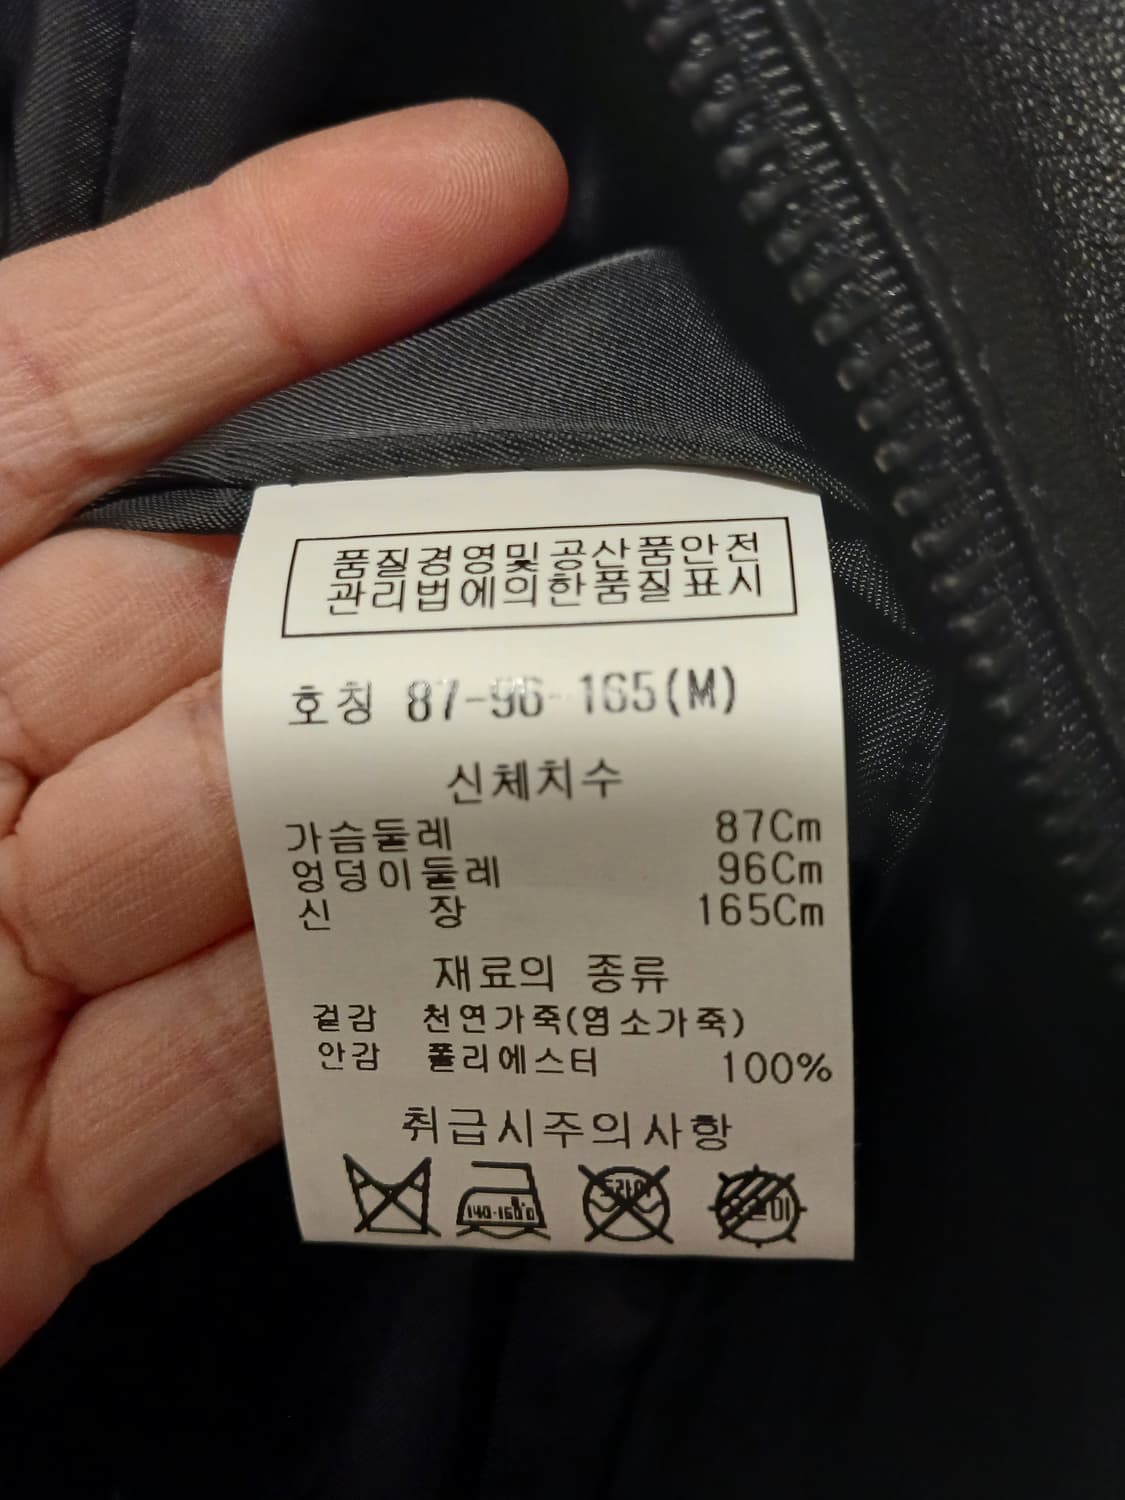 품질경영및공산품안전
관리법에의한품질표시
호칭 87-96-165(M)
신체치수
가슴둘레 87Cm
엉덩이둘레 96Cm
신 장 165Cm
재료의 종류
겉감 천연가죽(염소가죽)
안감 폴리에스터 100%
취급시주의사항
140-160℃
드라이